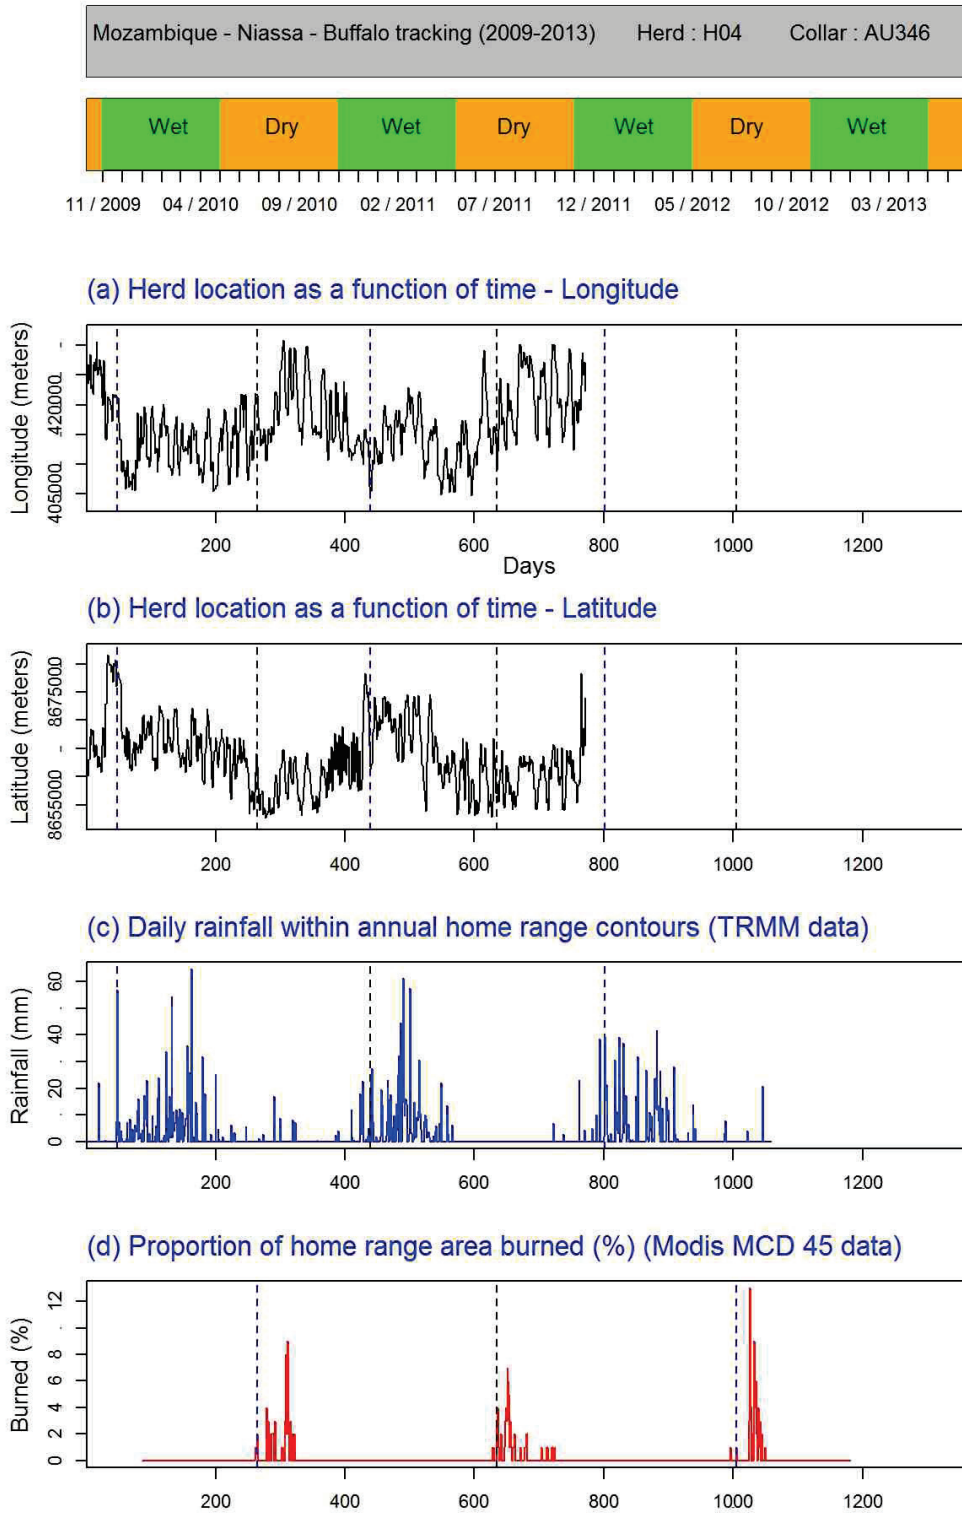 Mozambique - Niassa - Buffalo tracking (2009-2013) Herd : H04 Collar : AU346
Wet Dry Wet Dry Wet Dry Wet
11 / 2009 04 / 2010 09 / 2010 02 / 2011 07 / 2011 12 / 2011 05 / 2012 10 / 2012 03 / 2013
(a) Herd location as a function of time - Longitude
Longitude (meters)
405000 420000 -
200 400 600 800 1000 1200
Days
(b) Herd location as a function of time - Latitude
Latitude (meters)
8655000 - 8675000
200 400 600 800 1000 1200
(c) Daily rainfall within annual home range contours (TRMM data)
Rainfall (mm)
0 20 40 60
200 400 600 800 1000 1200
(d) Proportion of home range area burned (%) (Modis MCD 45 data)
Burned (%)
0 2 4 6 8 12
200 400 600 800 1000 1200